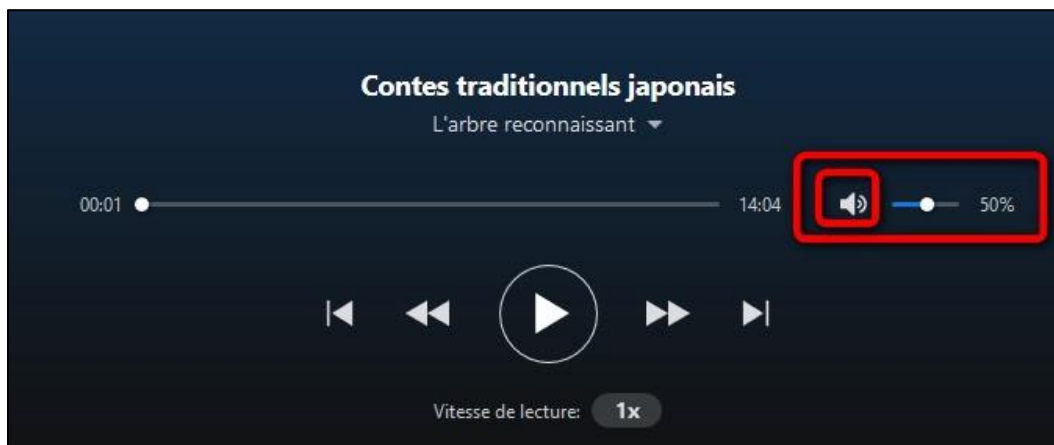 Contes traditionnels japonais
L'arbre reconnaissant
00:01 14:04 50%
Vitesse de lecture: 1x